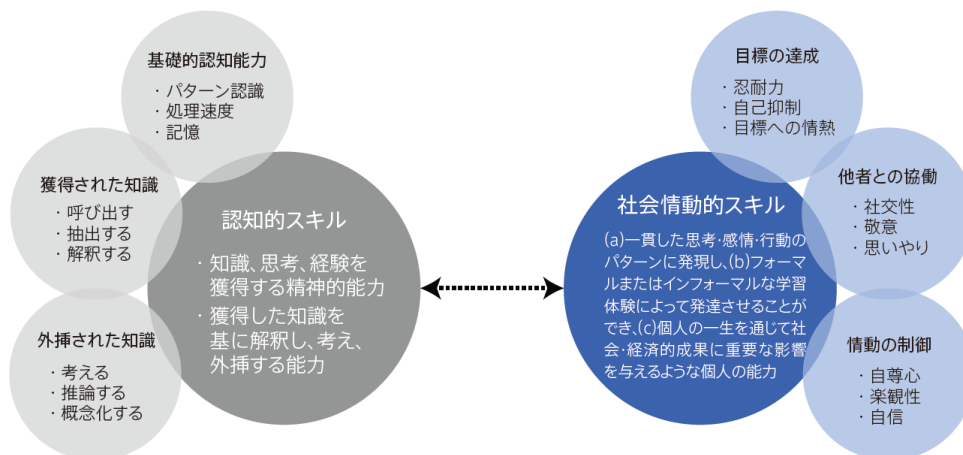 基礎的認知能力
・パターン認識
・処理速度
・記憶
獲得された知識
・呼び出す
・抽出する
・解釈する
外挿された知識
・考える
・推論する
・概念化する
認知的スキル
・知識、思考、経験を
獲得する精神的能力
・獲得した知識を
基に解釈し、考え、
外挿する能力
社会情動的スキル
(a)一貫した思考・感情・行動の
パターンに発現し、(b)フォー
マルまたはインフォーマルな学習
体験によって発達させることが
でき、(c)個人の一生を通じて社
会・経済的成果に重要な影響
を与えるような個人の能力
目標の達成
・忍耐力
・自己抑制
・目標への情熱
他者との協働
・社交性
・敬意
・思いやり
情動の制御
・自尊心
・楽観性
・自信